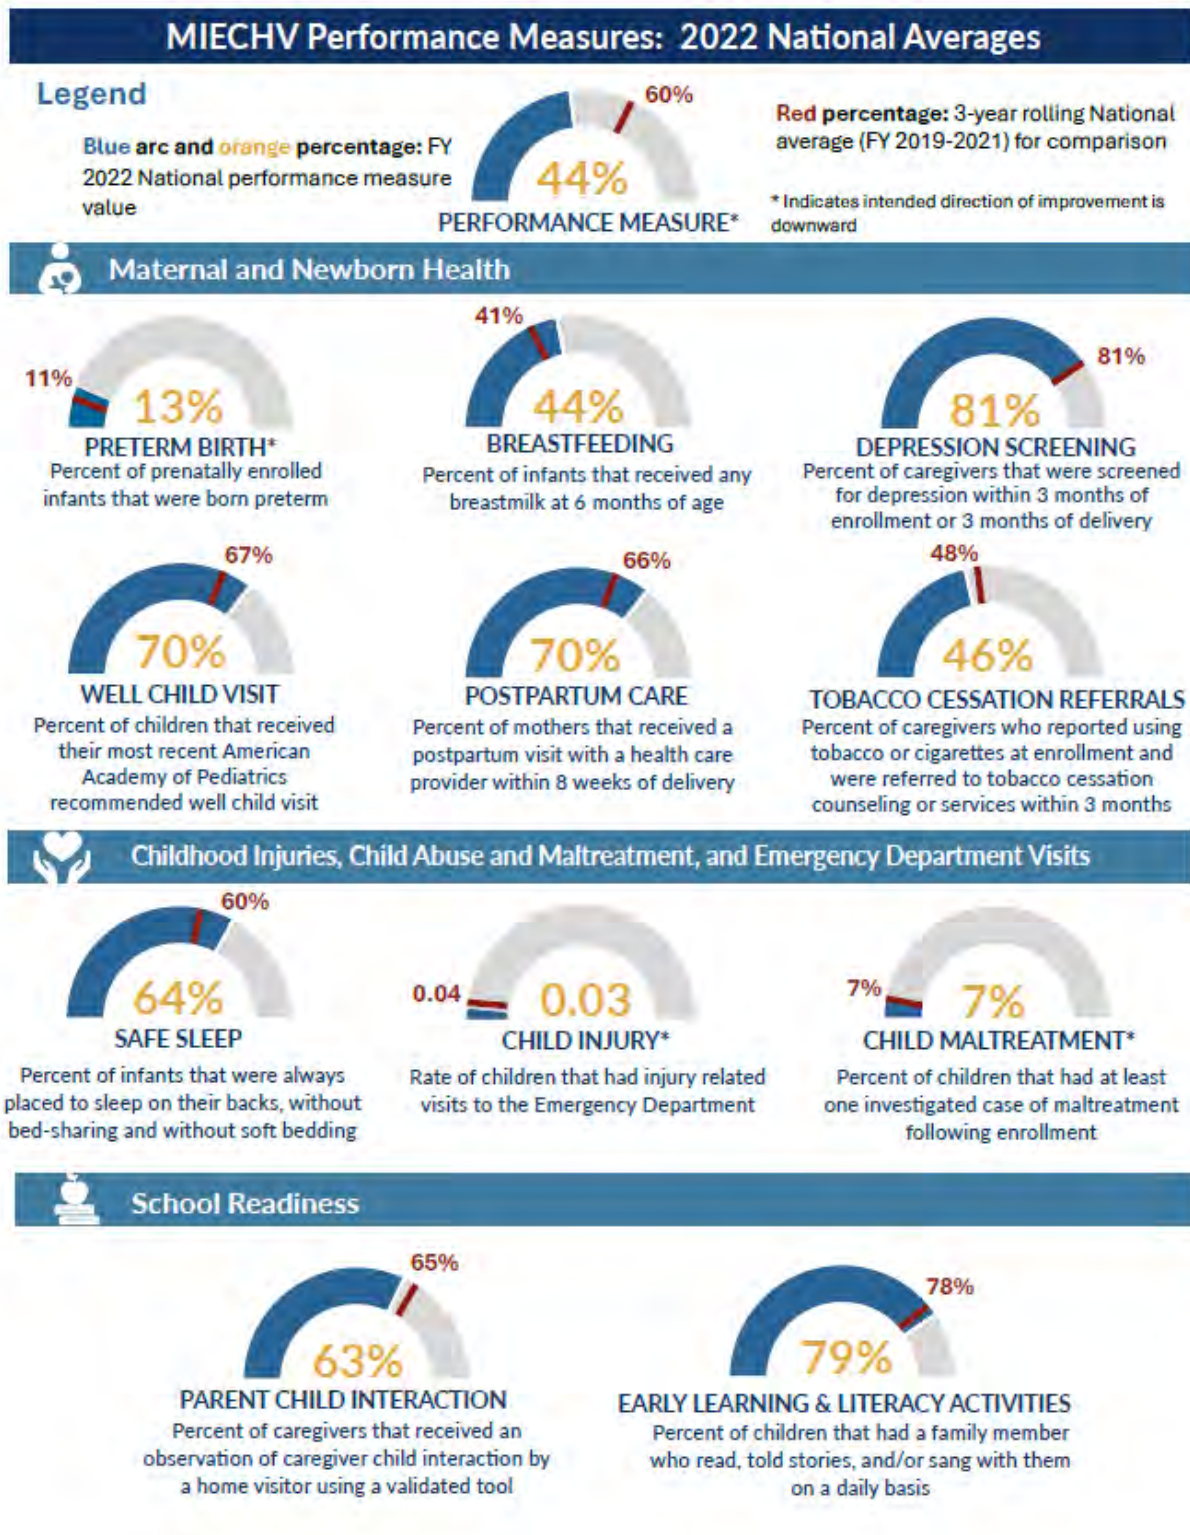 MIECHV Performance Measures: 2022 National Averages
Legend
Blue arc and orange percentage: FY
2022 National performance measure
value
60%
44%
PERFORMANCE MEASURE*
Red percentage: 3-year rolling National
average (FY 2019-2021) for comparison
* Indicates intended direction of improvement is
downward
Maternal and Newborn Health
11%
13%
PRETERM BIRTH*
Percent of prenatally enrolled
infants that were born preterm
41%
44%
BREASTFEEDING
Percent of infants that received any
breastmilk at 6 months of age
81%
81%
DEPRESSION SCREENING
Percent of caregivers that were screened
for depression within 3 months of
enrollment or 3 months of delivery
67%
70%
WELL CHILD VISIT
Percent of children that received
their most recent American
Academy of Pediatrics
recommended well child visit
66%
70%
POSTPARTUM CARE
Percent of mothers that received a
postpartum visit with a health care
provider within 8 weeks of delivery
48%
46%
TOBACCO CESSATION REFERRALS
Percent of caregivers who reported using
tobacco or cigarettes at enrollment and
were referred to tobacco cessation
counseling or services within 3 months
Childhood Injuries, Child Abuse and Maltreatment, and Emergency Department Visits
60%
64%
SAFE SLEEP
Percent of infants that were always
placed to sleep on their backs, without
bed-sharing and without soft bedding
0.04
0.03
CHILD INJURY*
Rate of children that had injury related
visits to the Emergency Department
7%
7%
CHILD MALTREATMENT*
Percent of children that had at least
one investigated case of maltreatment
following enrollment
School Readiness
65%
63%
PARENT CHILD INTERACTION
Percent of caregivers that received an
observation of caregiver child interaction by
a home visitor using a validated tool
78%
79%
EARLY LEARNING & LITERACY ACTIVITIES
Percent of children that had a family member
who read, told stories, and/or sang with them
on a daily basis